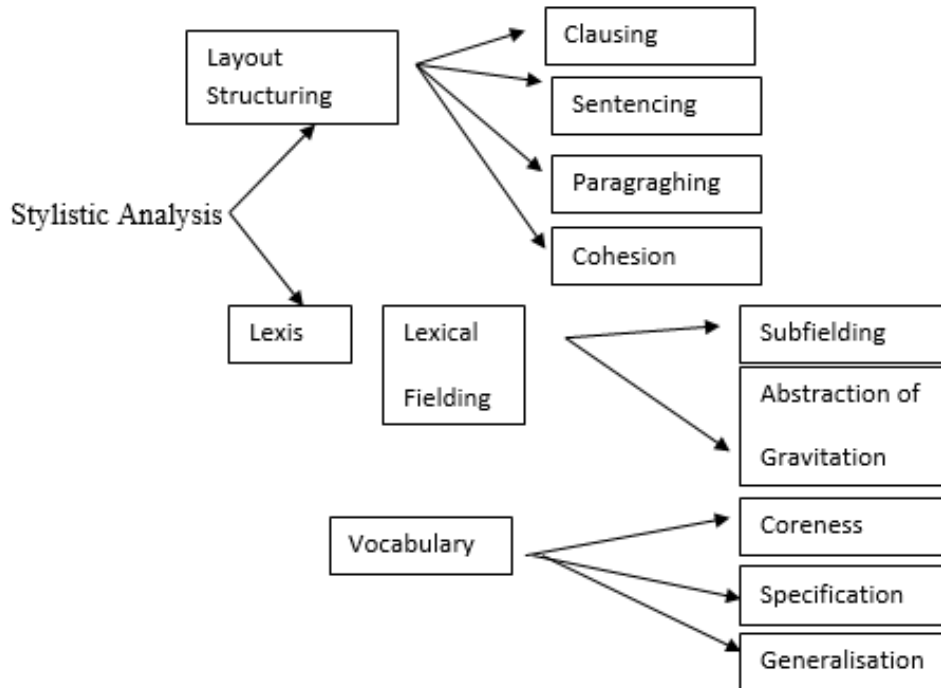 Layout
Structuring
Clausing
Sentencing
Paragraghing
Cohesion
Stylistic Analysis
Lexis
Lexical
Fielding
Subfielding
Abstraction of
Gravitation
Vocabulary
Coreness
Specification
Generalisation